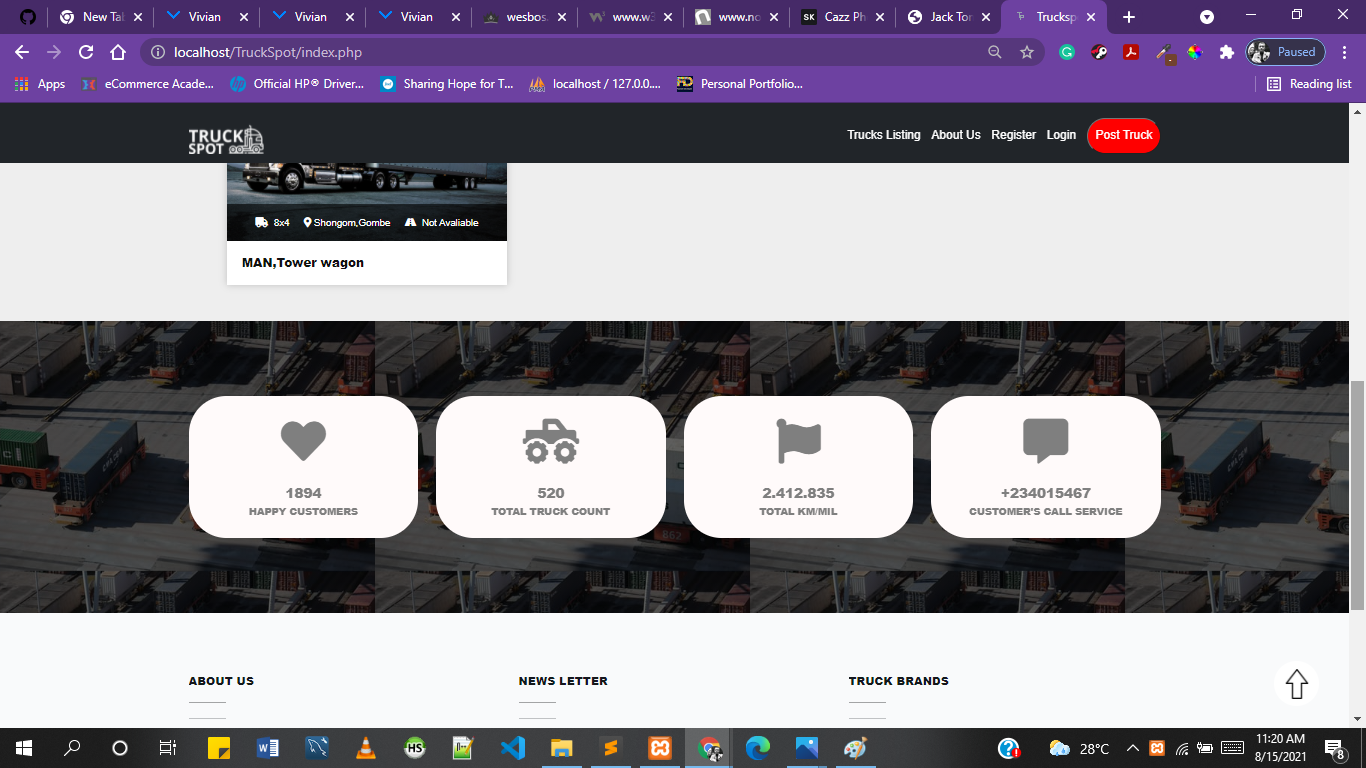 New Tal
Vivian
Vivian
Vivian
wesbos.
www.w3
www.no
SK
Cazz Ph
Jack Tor
Trucksp
localhost/TruckSpot/index.php
Paused
Apps
eCommerce Acade...
Official HP® Driver...
Sharing Hope for T...
localhost / 127.0.0....
Personal Portfolio...
Reading list
TRUCK
SPOT
Trucks Listing
About Us
Register
Login
Post Truck
8x4
Shongom,Gombe
Not Avaliable
MAN,Tower wagon
1894
HAPPY CUSTOMERS
520
TOTAL TRUCK COUNT
2.412.835
TOTAL KM/MIL
+234015467
CUSTOMER'S CALL SERVICE
ABOUT US
NEWS LETTER
TRUCK BRANDS
HS
28°C
11:20 AM
8/15/2021
8